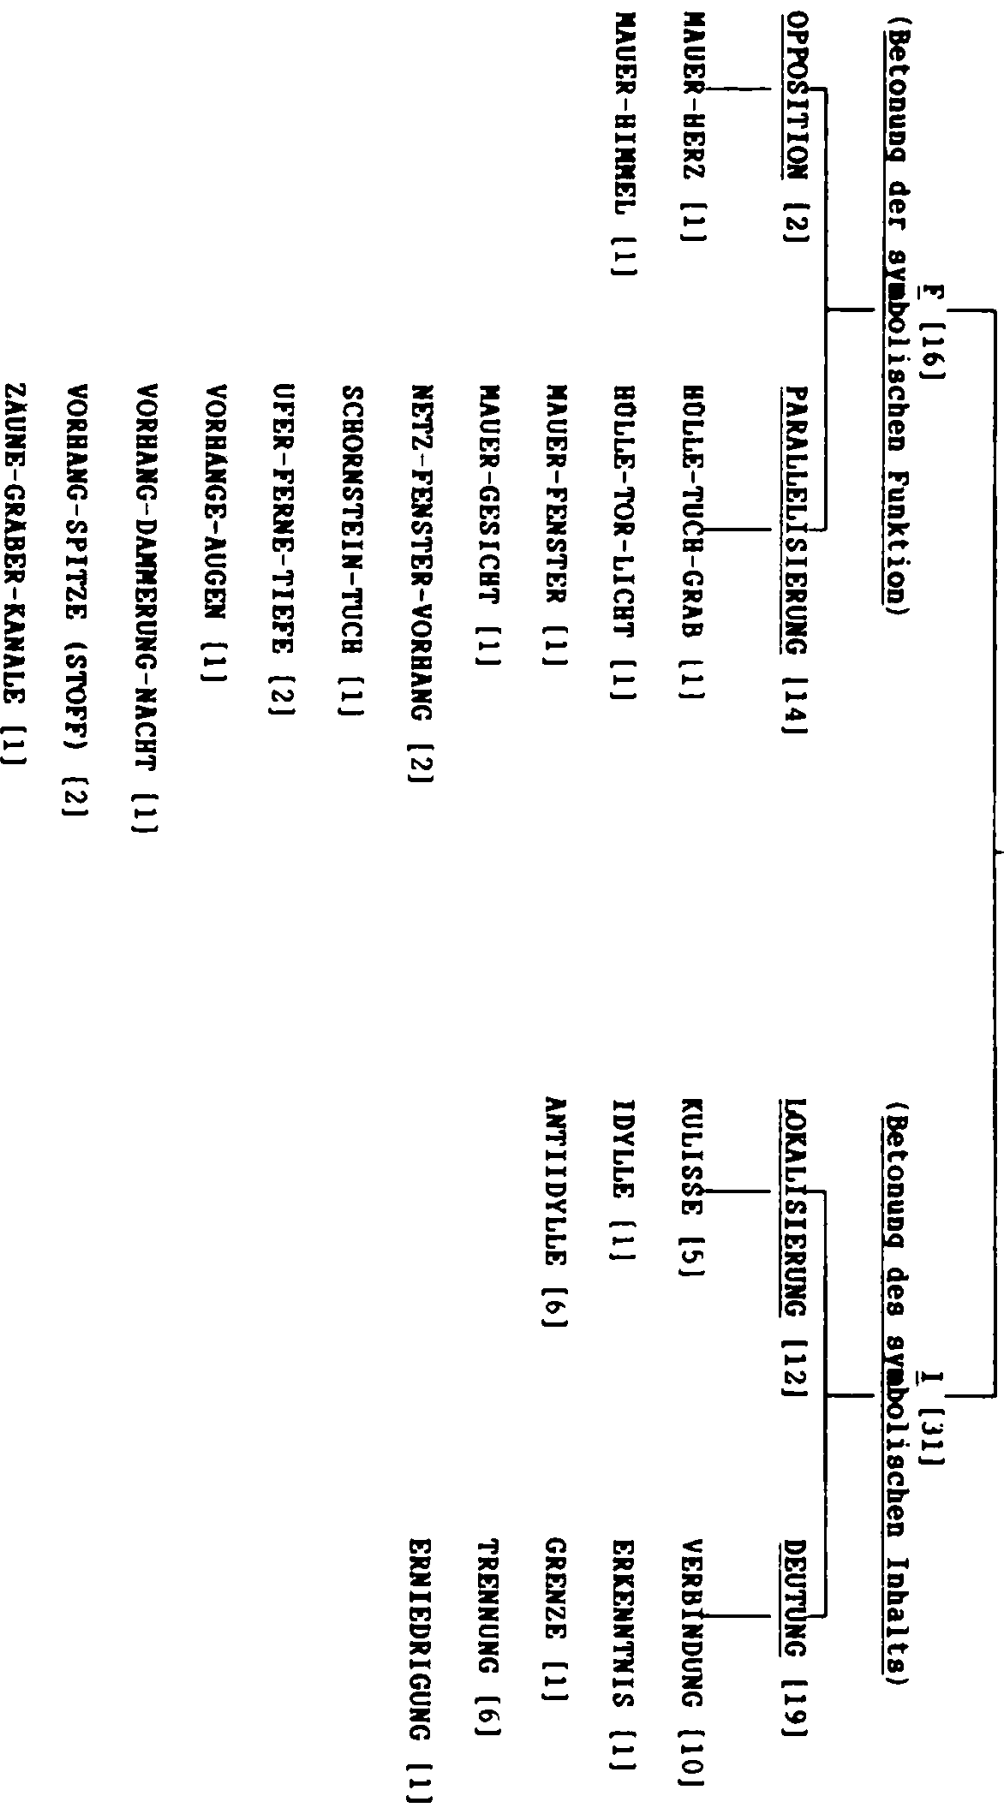 F [16]
(Betonung der symbolischen Funktion)
OPPOSITION [2]
MAUER-HERZ [1]
MAUER-HIMMEL [1]
PARALLELISIERUNG [14]
HÜLLE-TUCH-GRAB [1]
HÜLLE-TOR-LICHT [1]
MAUER-FENSTER [1]
MAUER-GESICHT [1]
NETZ-FENSTER-VORHANG [2]
SCHORNSTEIN-TUCH [1]
UFER-FERNE-TIEFE [2]
VORHÄNGE-AUGEN [1]
VORHANG-DÄMMERUNG-NACHT [1]
VORHANG-SPITZE (STOFF) [2]
ZÄUNE-GRÄBER-KANÄLE [1]
I [31]
(Betonung des symbolischen Inhalts)
LOKALISIERUNG [12]
KULISSE [5]
IDYLLE [1]
ANTIIDYLLE [6]
DEUTUNG [19]
VERBINDUNG [10]
ERKENNTNIS [1]
GRENZE [1]
TRENNUNG [6]
ERNIEDRIGUNG [1]